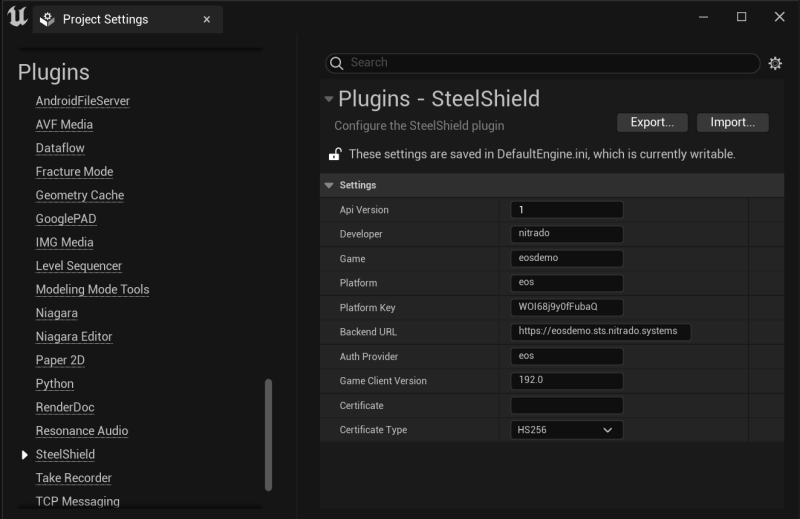 Project Settings
Plugins
AndroidFileServer
AVF Media
Dataflow
Fracture Mode
Geometry Cache
GooglePAD
IMG Media
Level Sequencer
Modeling Mode Tools
Niagara
Niagara Editor
Paper 2D
Python
RenderDoc
Resonance Audio
SteelShield
Take Recorder
TCP Messaging
Search
Plugins - SteelShield
Configure the SteelShield plugin
Export...
Import...
These settings are saved in DefaultEngine.ini, which is currently writable.
Settings
Api Version 1
Developer nitrado
Game eosdemo
Platform eos
Platform Key WOI68j9y0fFubaQ
Backend URL https://eosdemo.sts.nitrado.systems
Auth Provider eos
Game Client Version 192.0
Certificate
Certificate Type HS256